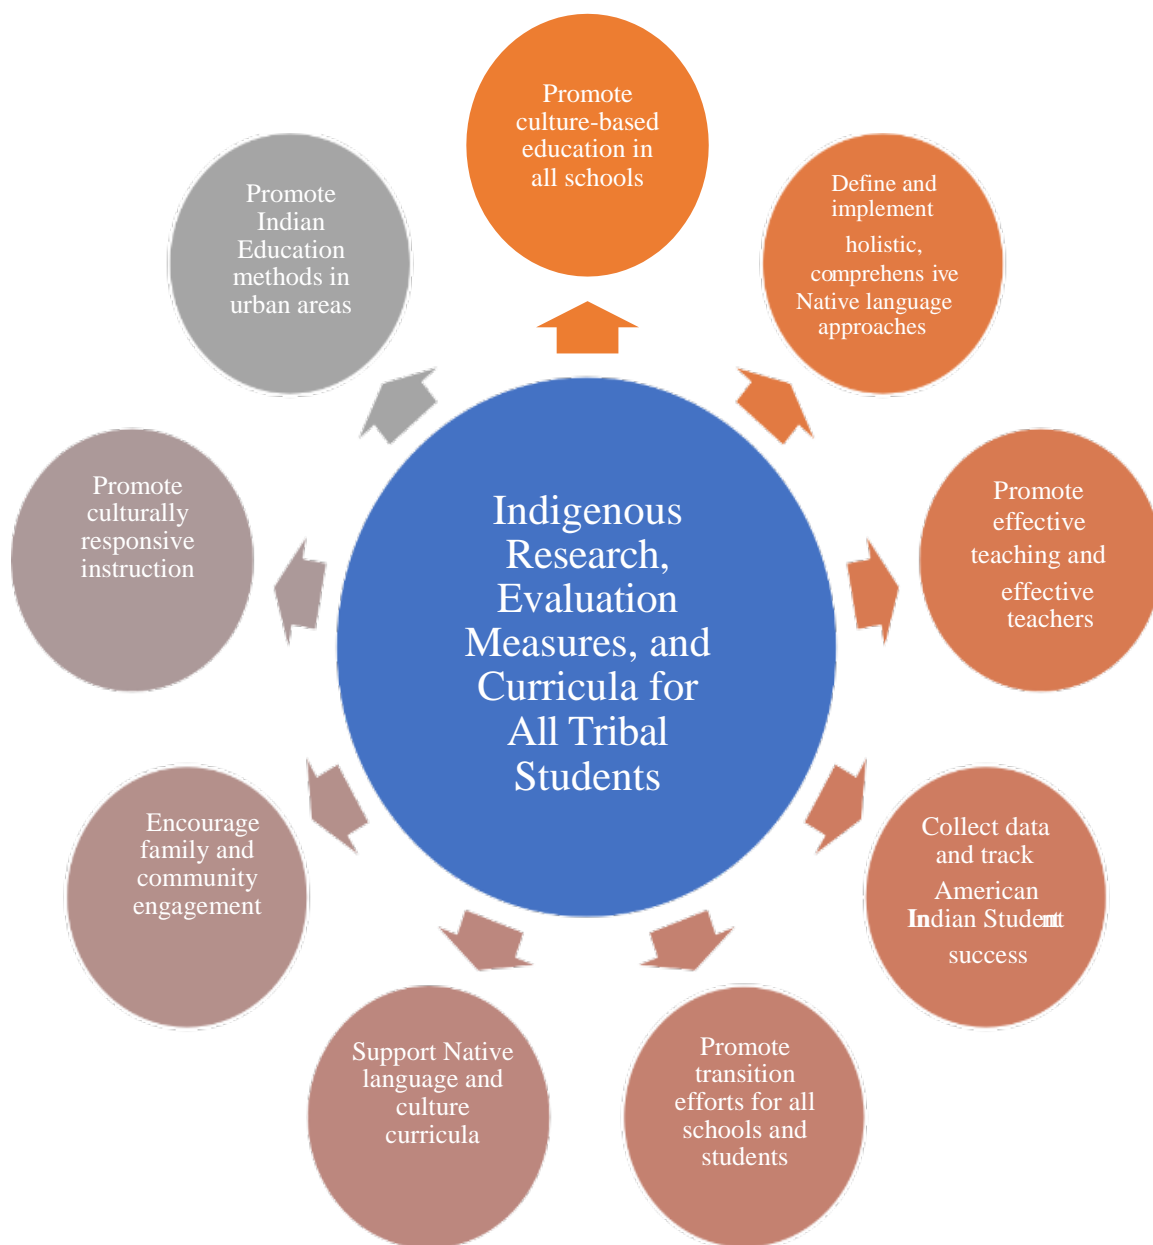 Promote
culture-based
education in
all schools
Define and
implement
holistic,
comprehens ive
Native language
approaches
Promote
effective
teaching and
effective
teachers
Collect data
and track
American
Indian Student
success
Promote
transition
efforts for all
schools and
students
Support Native
language and
culture
curricula
Encourage
family and
community
engagement
Promote
culturally
responsive
instruction
Promote
Indian
Education
methods in
urban areas
Indigenous
Research,
Evaluation
Measures, and
Curricula for
All Tribal
Students